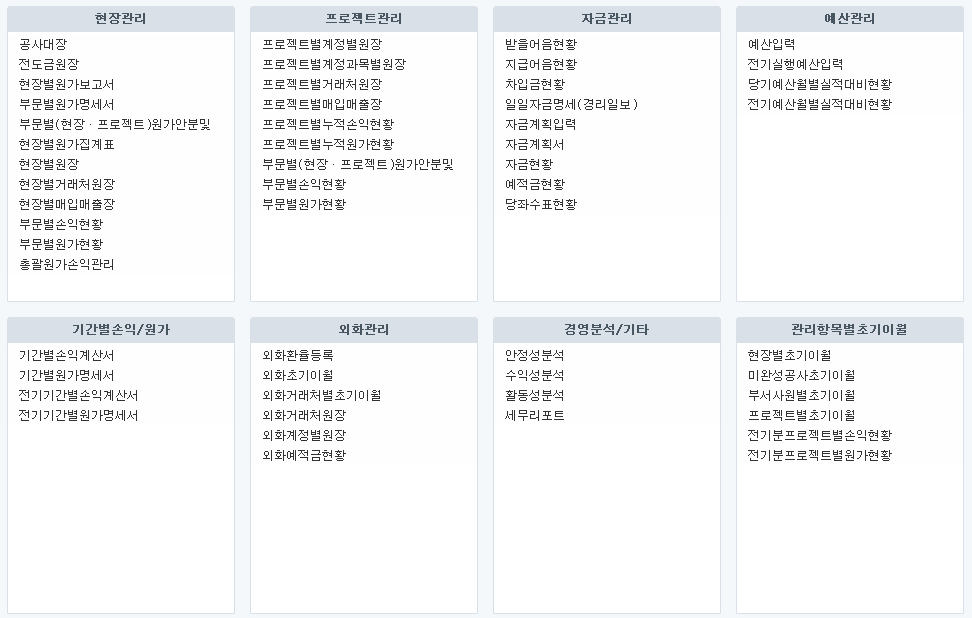 현장관리
공사대장
전도금원장
현장별원가보고서
부문별원가명세서
부문별(현장ㆍ프로젝트)원가안분및
현장별원가집계표
현장별원장
현장별거래처원장
현장별매입매출장
부문별손익현황
부문별원가현황
총괄원가손익관리
프로젝트관리
프로젝트별계정별원장
프로젝트별계정과목별원장
프로젝트별거래처원장
프로젝트별매입매출장
프로젝트별누적손익현황
프로젝트별누적원가현황
부문별(현장ㆍ프로젝트)원가안분및
부문별손익현황
부문별원가현황
자금관리
받을어음현황
지급어음현황
차입금현황
일일자금명세(경리일보)
자금계획입력
자금계획서
자금현황
예적금현황
당좌수표현황
예산관리
예산입력
전기실행예산입력
당기예산월별실적대비현황
전기예산월별실적대비현황
기간별손익/원가
기간별손익계산서
기간별원가명세서
전기기간별손익계산서
전기기간별원가명세서
외화관리
외화환율등록
외화초기이월
외화거래처별초기이월
외화거래처원장
외화계정별원장
외화예적금현황
경영분석/기타
안정성분석
수익성분석
활동성분석
세무리포트
관리항목별초기이월
현장별초기이월
미완성공사초기이월
부서사원별초기이월
프로젝트별초기이월
전기분프로젝트별손익현황
전기분프로젝트별원가현황